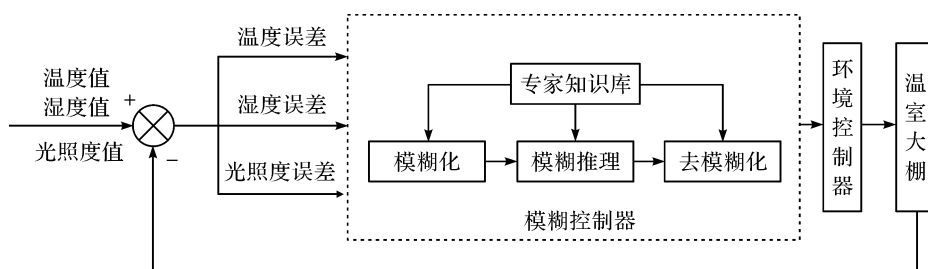 温度值
湿度值
光照度值
+
−
温度误差
湿度误差
光照度误差
专家知识库
模糊化
模糊推理
去模糊化
模糊控制器
环境控制器
温室大棚